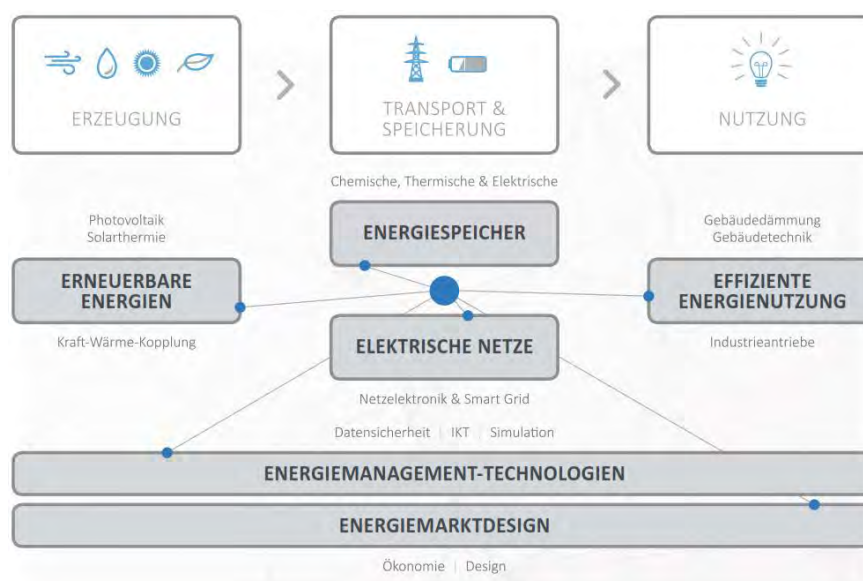 ERZEUGUNG
TRANSPORT &
SPEICHERUNG
NUTZUNG
Chemische, Thermische & Elektrische
ENERGIESPEICHER
Photovoltaik
Solarthermie
ERNEUERBARE
ENERGIEN
Kraft-Wärme-Kopplung
Gebäudedämmung
Gebäudetechnik
EFFIZIENTE
ENERGIENUTZUNG
Industrieantriebe
ELEKTRISCHE NETZE
Netzelektronik & Smart Grid
Datensicherheit | IKT | Simulation
ENERGIEMANAGEMENT-TECHNOLOGIEN
ENERGIEMARKTDESIGN
Ökonomie | Design